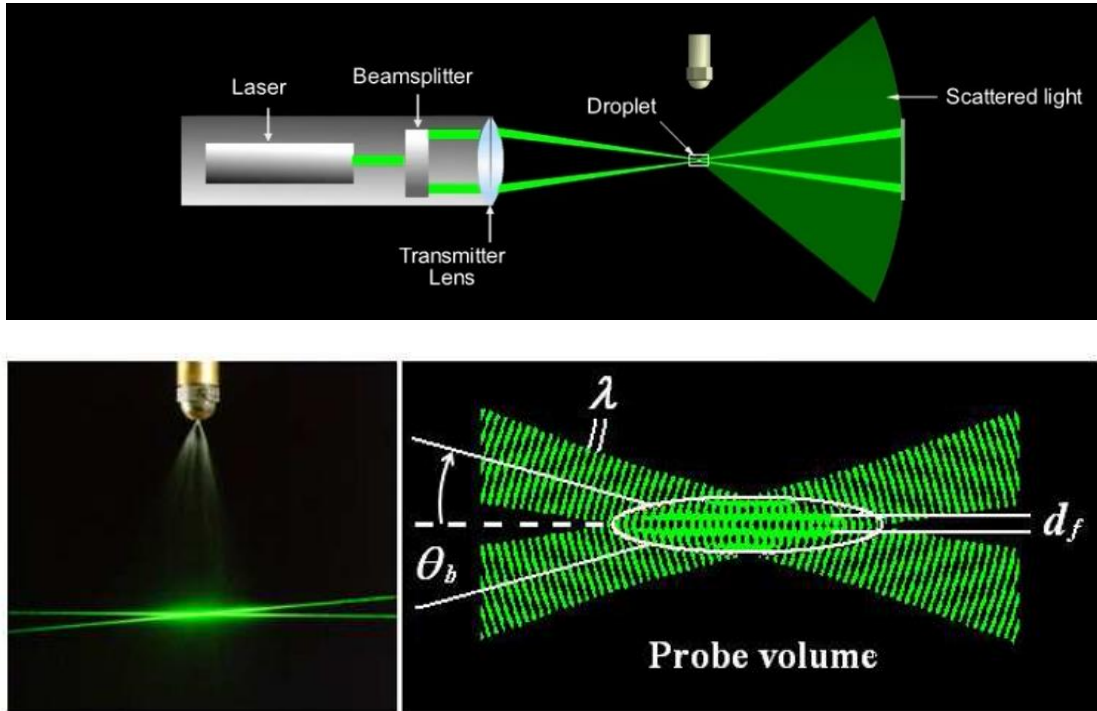 Laser
Beamsplitter
Droplet
Scattered light
Transmitter
Lens
λ
θb
df
Probe volume